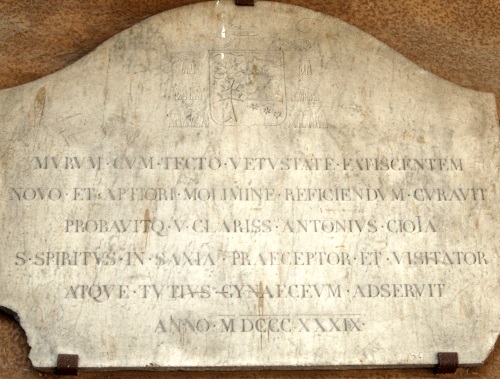 MVRVM · CVM · TECTO · VETVSTATE · FATISCENTEM
NOVO · ET · APTIORI · MOLIMINE · REFICIENDVM · CVRAVIT
PROBAVITQ · V · CLARISS · ANTONIVS · CIOIA
S · SPIRITVS · IN · SAXIA · PRAECEPTOR · ET · VISITATOR
ATQVE · TVTIVS · GYNAECEVM · ADSERVIT
ANNO · M DCCC · XXXIX ·